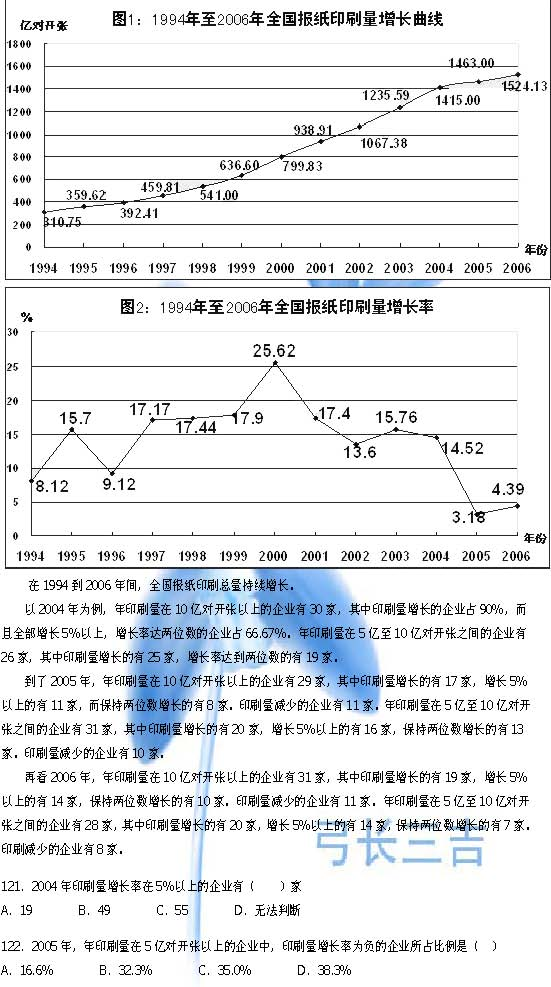 图1：1994年至2006年全国报纸印刷量增长曲线
亿对开张
1800
1600
1400
1200
1000
800
600
400
200
0
310.75
359.62
392.41
459.81
541.00
636.60
799.83
938.91
1067.38
1235.59
1415.00
1463.00
1524.13
年份
1994 1995 1996 1997 1998 1999 2000 2001 2002 2003 2004 2005 2006
图2：1994年至2006年全国报纸印刷量增长率
%
30
25
20
15
10
5
0
8.12
15.7
9.12
17.17
17.44
17.9
25.62
17.4
13.6
15.76
14.52
3.18
4.39
年份
1994 1995 1996 1997 1998 1999 2000 2001 2002 2003 2004 2005 2006
在1994到2006年间，全国报纸印刷总量持续增长。
以2004年为例，年印刷量在10亿对开张以上的企业有30家，其中印刷量增长的企业占90%，而
且全部增长5%以上，增长率达两位数的企业占66.67%。年印刷量在5亿至10亿对开张之间的企业有
26家，其中印刷量增长的有25家，增长率达到两位数的有19家。
到了2005年，年印刷量在10亿对开张以上的企业有29家，其中印刷量增长的有17家，增长5%
以上的有11家，而保持两位数增长的有8家。印刷量减少的企业有11家。年印刷量在5亿至10亿对开
张之间的企业有31家，其中印刷量增长的有20家，增长5%以上的有16家，保持两位数增长的有13
家。印刷量减少的企业有10家。
再看2006年，年印刷量在10亿对开张以上的企业有31家，其中印刷量增长的有19家，增长5%
以上的有14家，保持两位数增长的有10家。印刷量减少的企业有11家。年印刷量在5亿至10亿对开
张之间的企业有28家，其中印刷量增长的有20家，增长5%以上的有14家，保持两位数增长的有7家。
印刷减少的企业有8家。
弓长三吉
121. 2004年印刷量增长率在5%以上的企业有（　　）家
A. 19 B. 49 C. 55 D. 无法判断
122. 2005年，年印刷量在5亿对开张以上的企业中，印刷量增长率为负的企业所占比例是（　）
A. 16.6% B. 32.3% C. 35.0% D. 38.3%